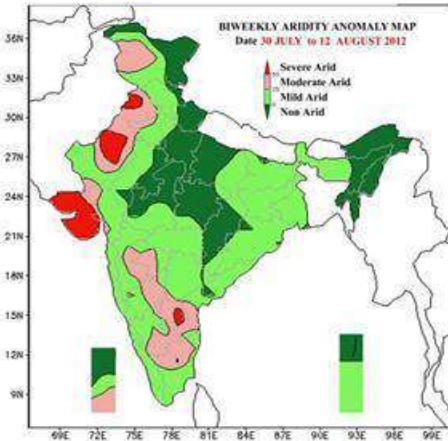 BIWEEKLY ARIDITY ANOMALY MAP
Date 30 JULY to 12 AUGUST 2012
Severe Arid
Moderate Arid
Mild Arid
Non Arid
36N
33N
30N
27N
24N
21N
18N
15N
12N
9N
69E 72E 75E 78E 81E 84E 87E 90E 93E 96E 99E